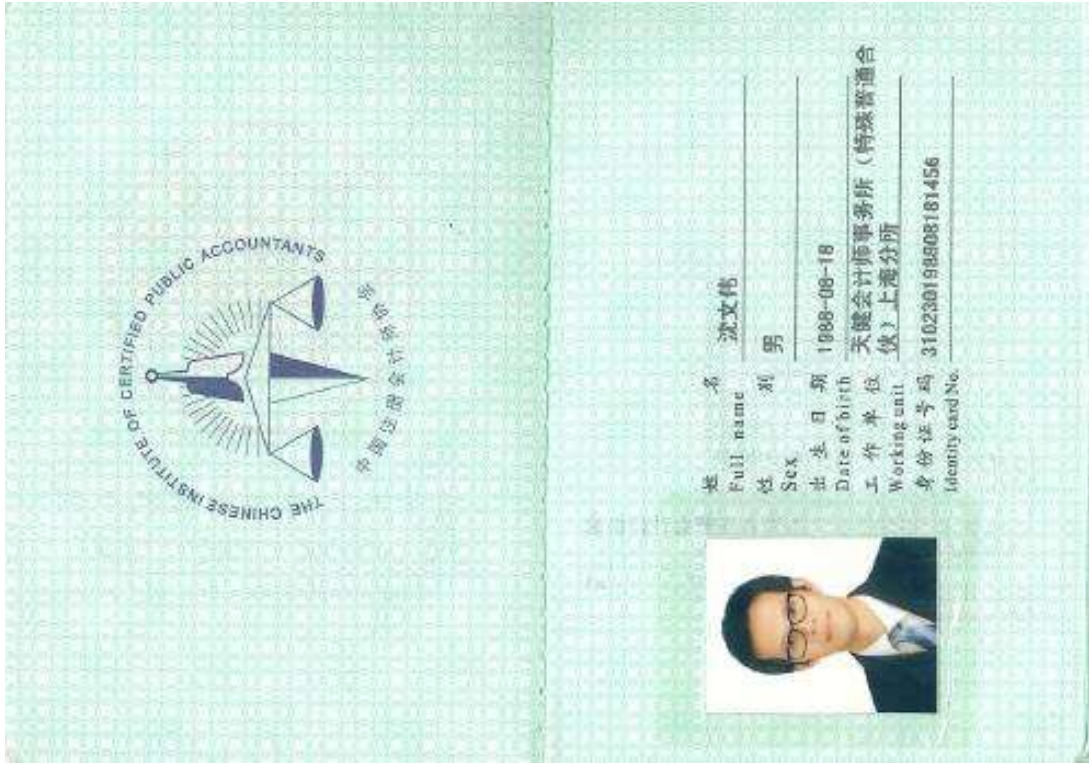 THE CHINESE INSTITUTE OF CERTIFIED PUBLIC ACCOUNTANTS
中国注册会计师协会
姓 名 沈文伟
Full name
性 别 男
Sex
出 生 日 期 1988-08-18
Date of birth
工 作 单 位 天健会计师事务所（特殊普通合
Working unit 伙）上海分所
身份证号码 310230198808181456
Identity card No.